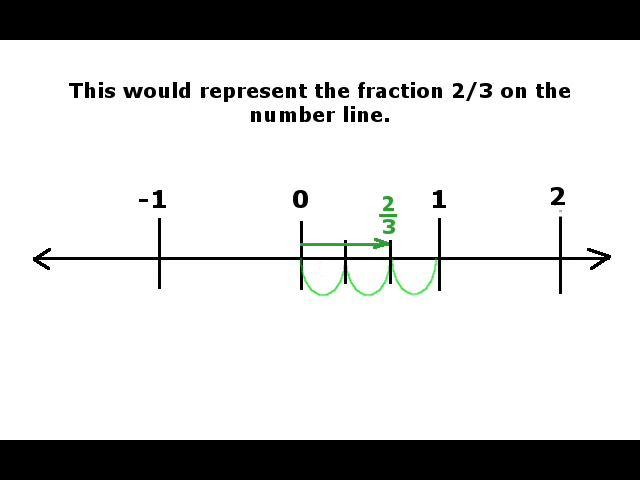 This would represent the fraction 2/3 on the
number line.
-1 0 2/3 1 2